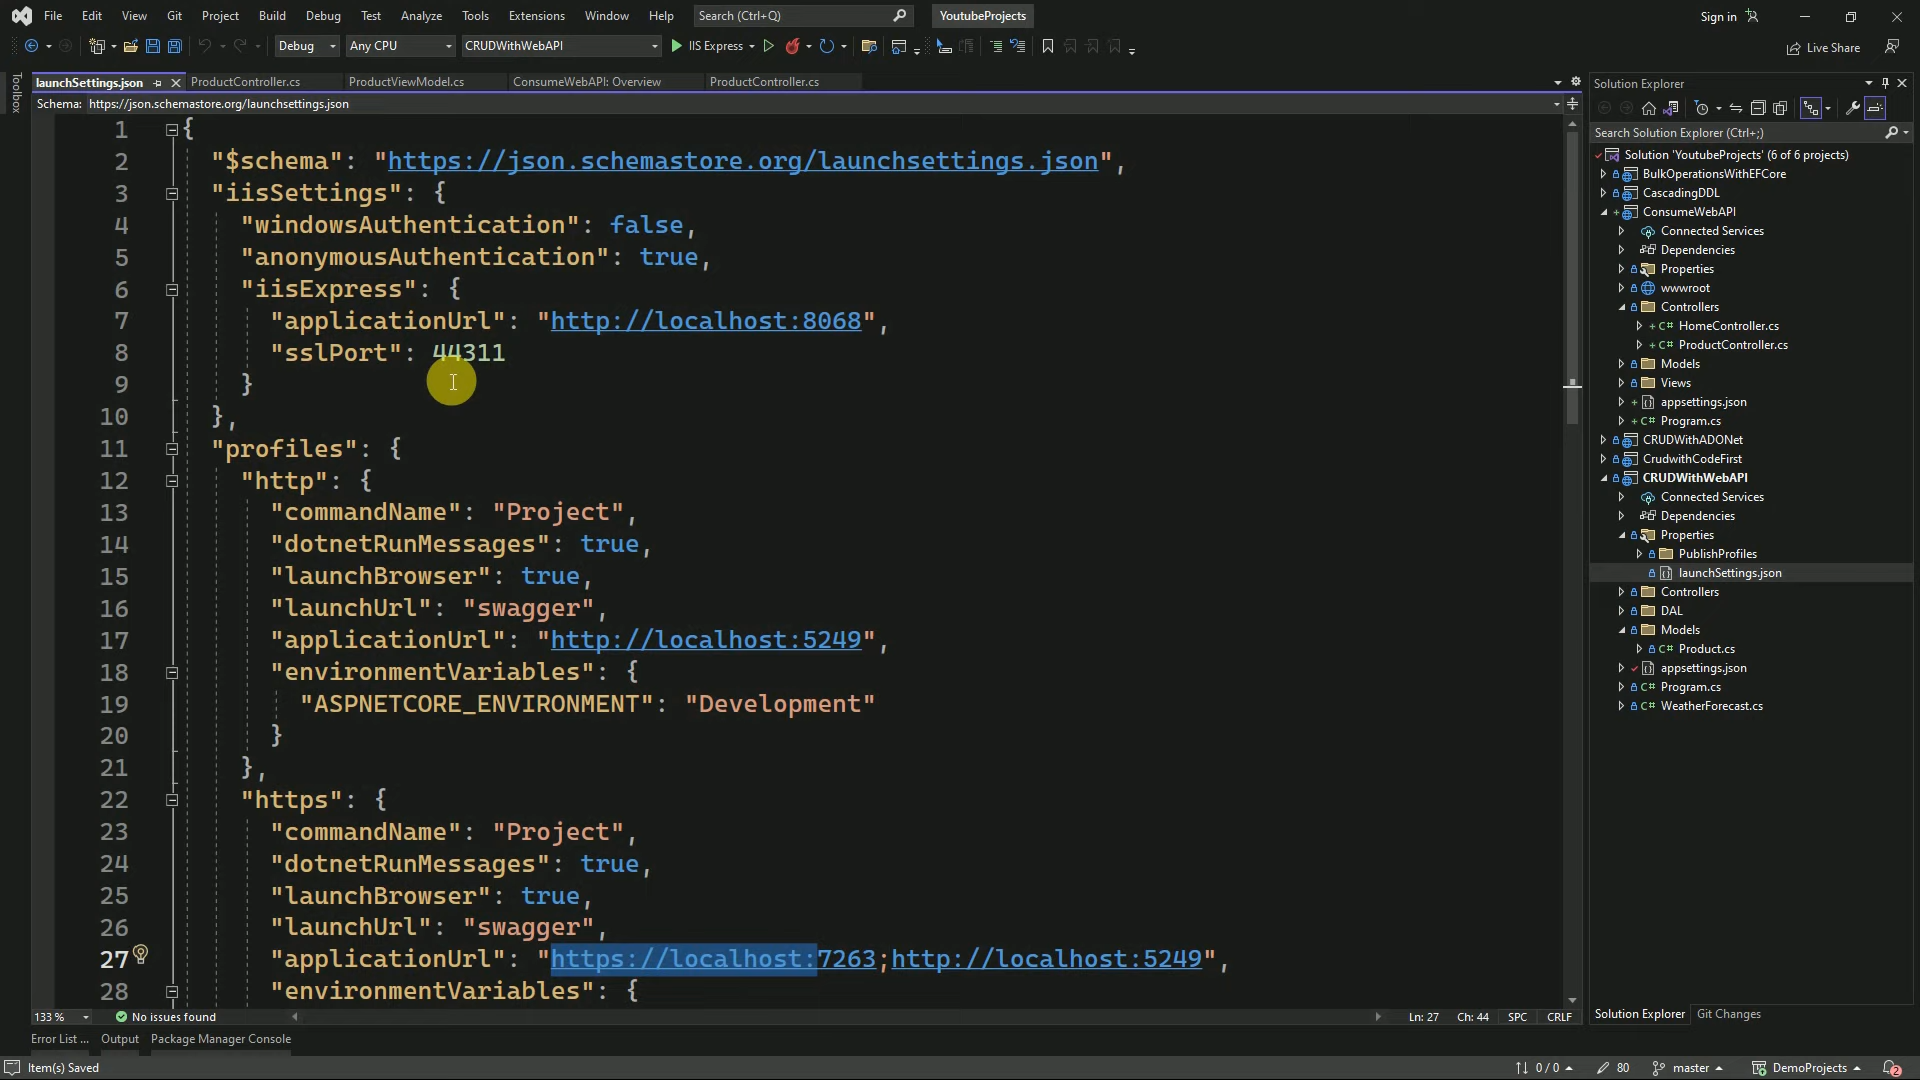 File Edit View Git Project Build Debug Test Analyze Tools Extensions Window Help Search (Ctrl+Q) YoutubeProjects Sign in
Debug Any CPU CRUDWithWebAPI IIS Express Live Share
Toolbox
launchSettings.json ProductController.cs ProductViewModel.cs ConsumeWebAPI: Overview ProductController.cs
Schema: https://json.schemastore.org/launchsettings.json
1 {
2 "$schema": "https://json.schemastore.org/launchsettings.json",
3 "iisSettings": {
4 "windowsAuthentication": false,
5 "anonymousAuthentication": true,
6 "iisExpress": {
7 "applicationUrl": "http://localhost:8068",
8 "sslPort": 44311
9 }
10 },
11 "profiles": {
12 "http": {
13 "commandName": "Project",
14 "dotnetRunMessages": true,
15 "launchBrowser": true,
16 "launchUrl": "swagger",
17 "applicationUrl": "http://localhost:5249",
18 "environmentVariables": {
19 "ASPNETCORE_ENVIRONMENT": "Development"
20 }
21 },
22 "https": {
23 "commandName": "Project",
24 "dotnetRunMessages": true,
25 "launchBrowser": true,
26 "launchUrl": "swagger",
27 "applicationUrl": "https://localhost:7263;http://localhost:5249",
28 "environmentVariables": {
133 % No issues found Ln: 27 Ch: 44 SPC CRLF
Solution Explorer
Search Solution Explorer (Ctrl+;)
Solution 'YoutubeProjects' (6 of 6 projects)
BulkOperationsWithEFCore
CascadingDDL
ConsumeWebAPI
Connected Services
Dependencies
Properties
wwwroot
Controllers
C# HomeController.cs
C# ProductController.cs
Models
Views
appsettings.json
C# Program.cs
CRUDWithADONet
CrudwithCodeFirst
CRUDWithWebAPI
Connected Services
Dependencies
Properties
PublishProfiles
launchSettings.json
Controllers
DAL
Models
C# Product.cs
appsettings.json
C# Program.cs
C# WeatherForecast.cs
Solution Explorer Git Changes
Error List ... Output Package Manager Console
Item(s) Saved 0 / 0 80 master DemoProjects 2